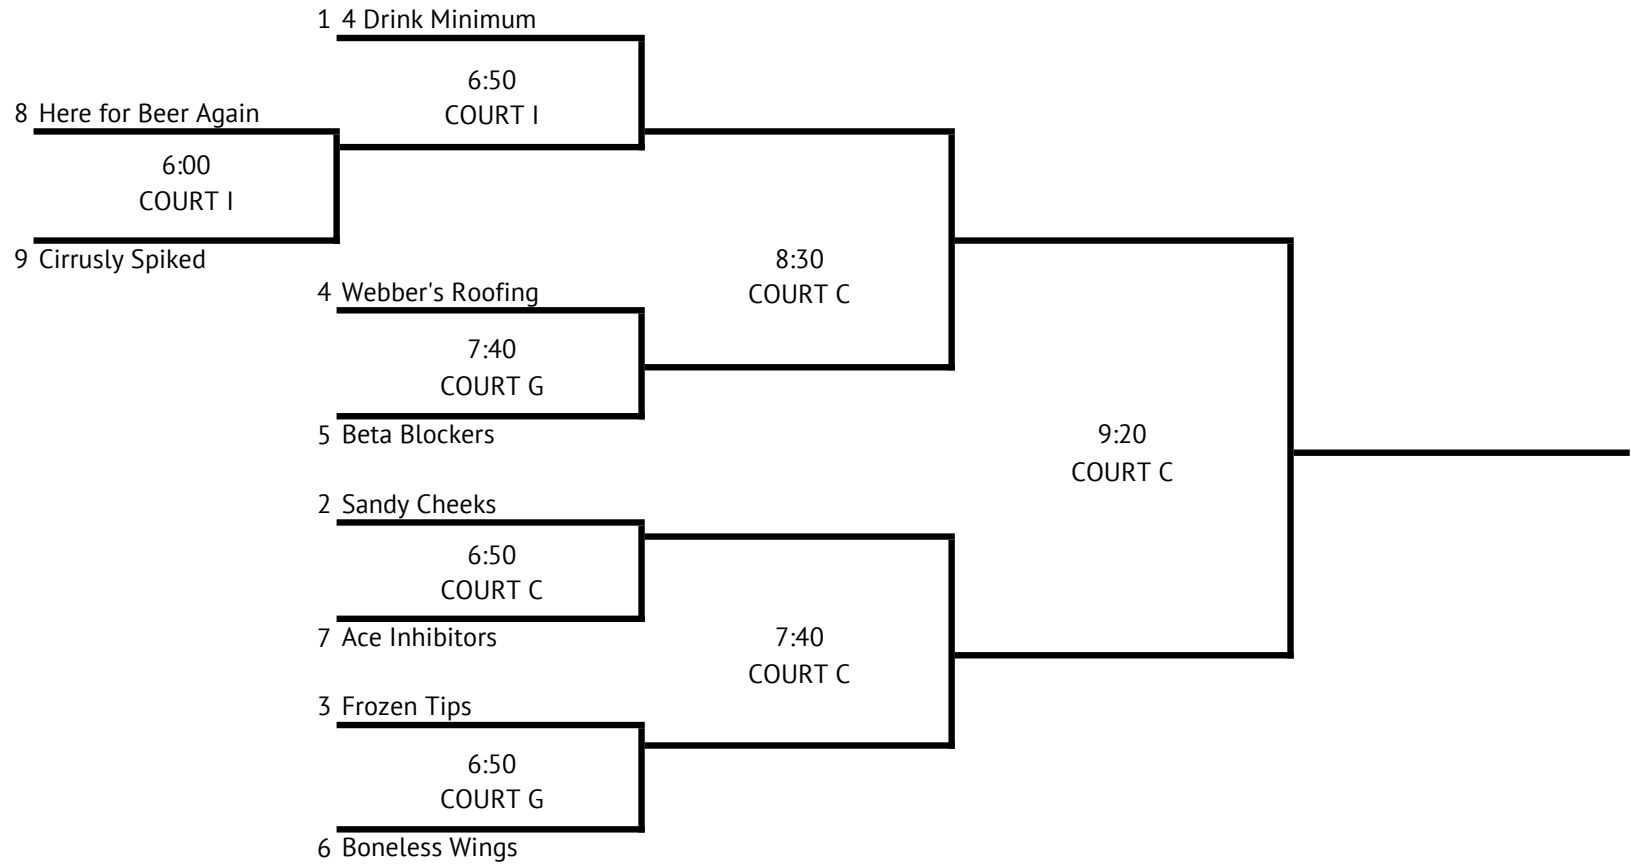 1 4 Drink Minimum
6:50
COURT I
8 Here for Beer Again
6:00
COURT I
9 Cirrusly Spiked
8:30
COURT C
4 Webber's Roofing
7:40
COURT G
5 Beta Blockers
9:20
COURT C
2 Sandy Cheeks
6:50
COURT C
7 Ace Inhibitors
7:40
COURT C
3 Frozen Tips
6:50
COURT G
6 Boneless Wings